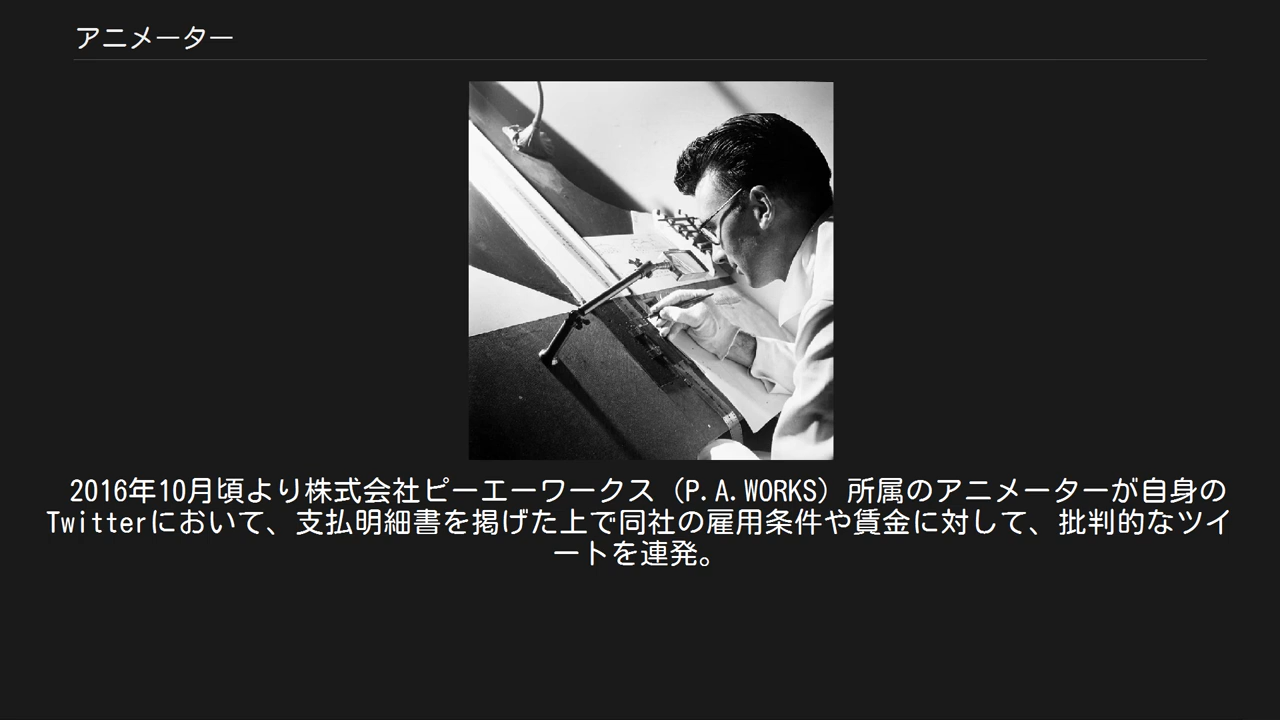 アニメーター
2016年10月頃より株式会社ピーエーワークス（P.A.WORKS）所属のアニメーターが自身の
Twitterにおいて、支払明細書を掲げた上で同社の雇用条件や賃金に対して、批判的なツイ
ートを連発。